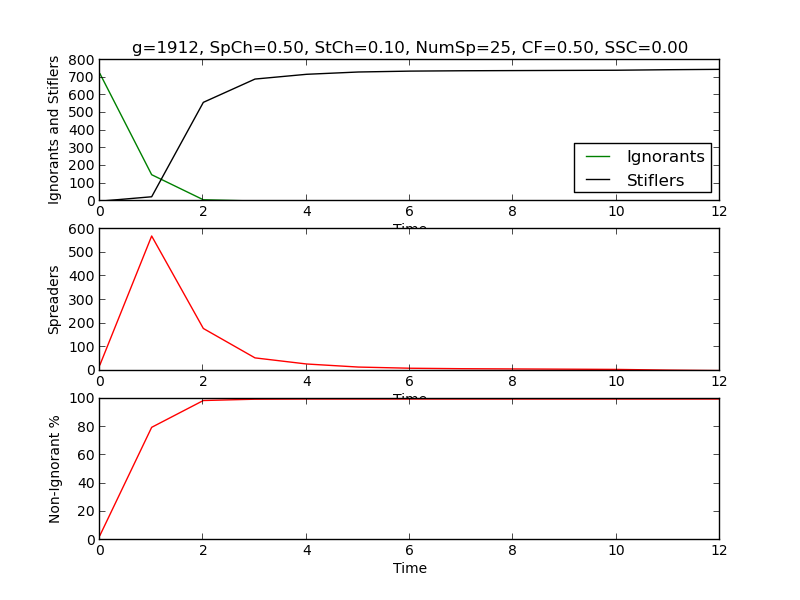 g=1912, SpCh=0.50, StCh=0.10, NumSp=25, CF=0.50, SSC=0.00
Ignorants and Stiflers
800
700
600
500
400
300
200
100
0
Ignorants
Stiflers
0 2 4 6 8 10 12
Time
Spreaders
600
500
400
300
200
100
0
0 2 4 6 8 10 12
Time
Non-Ignorant %
100
80
60
40
20
0
0 2 4 6 8 10 12
Time